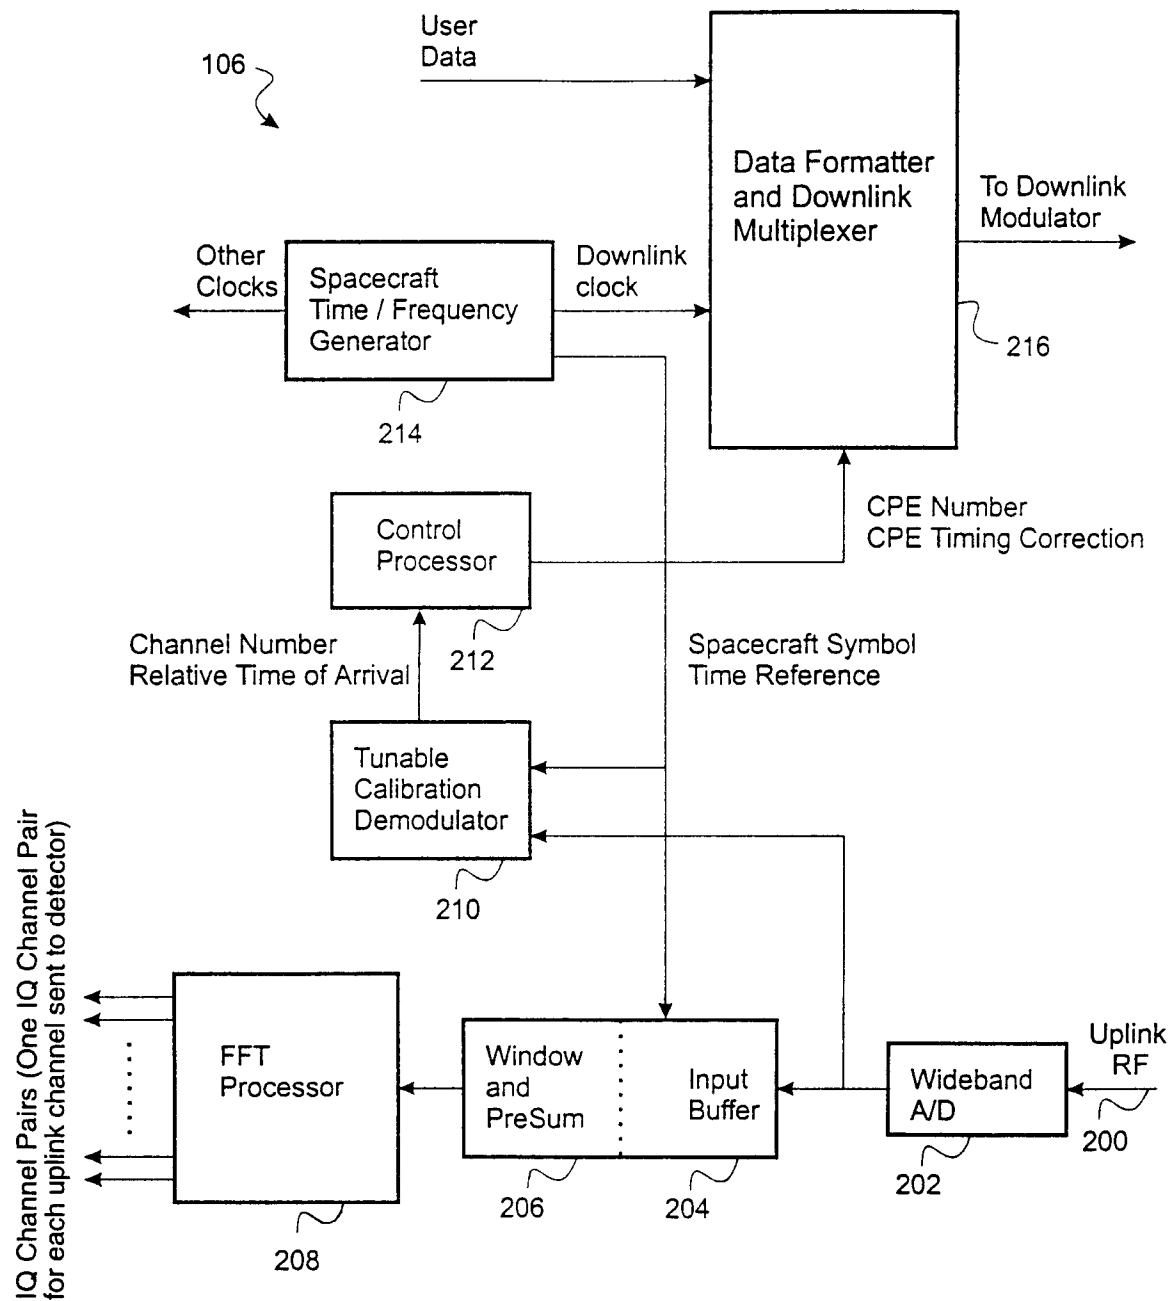 User
Data
106
Data Formatter
and Downlink
Multiplexer
To Downlink
Modulator
Other
Clocks
Spacecraft
Time / Frequency
Generator
Downlink
clock
216
214
Control
Processor
CPE Number
CPE Timing Correction
Channel Number
Relative Time of Arrival
212
Spacecraft Symbol
Time Reference
Tunable
Calibration
Demodulator
210
IQ Channel Pairs (One IQ Channel Pair
for each uplink channel sent to detector)
FFT
Processor
Window
and
PreSum
Input
Buffer
Wideband
A/D
Uplink
RF
200
202
206
204
208